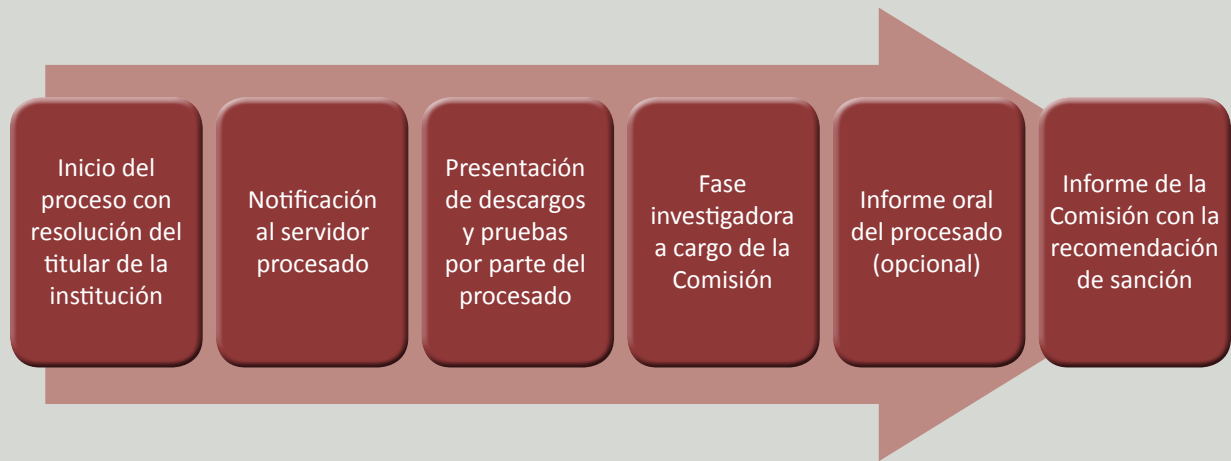 Inicio del
proceso con
resolución del
titular de la
institución
Notificación
al servidor
procesado
Presentación
de descargos
y pruebas
por parte del
procesado
Fase
investigadora
a cargo de la
Comisión
Informe oral
del procesado
(opcional)
Informe de la
Comisión con la
recomendación
de sanción